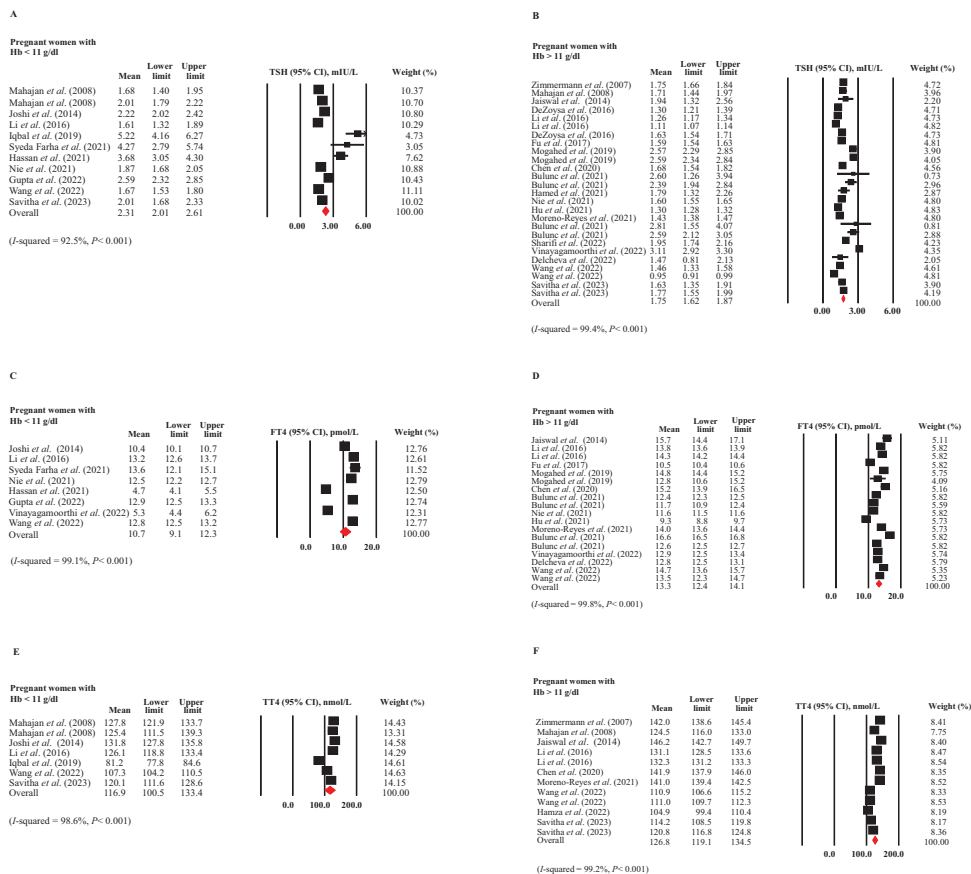 A
Pregnant women with
Hb < 11 g/dl
Mean Lower limit Upper limit TSH (95% CI), mIU/L Weight (%)
Mahajan et al. (2008) 1.68 1.40 1.95 10.37
Mahajan et al. (2008) 2.01 1.79 2.22 10.70
Joshi et al. (2014) 2.22 2.02 2.42 10.80
Li et al. (2016) 1.61 1.32 1.89 10.29
Iqbal et al. (2019) 5.22 4.16 6.27 4.73
Syeda Farha et al. (2021) 4.27 2.79 5.74 3.05
Hassan et al. (2021) 3.68 3.05 4.30 7.62
Nie et al. (2021) 1.87 1.68 2.05 10.88
Gupta et al. (2022) 2.59 2.32 2.85 10.43
Wang et al. (2022) 1.67 1.53 1.80 11.11
Savitha et al. (2023) 2.01 1.68 2.33 10.02
Overall 2.31 2.01 2.61 100.00
0.00 3.00 6.00
(I-squared = 92.5%, P< 0.001)
B
Pregnant women with
Hb > 11 g/dl
Mean Lower limit Upper limit TSH (95% CI), mIU/L Weight (%)
Zimmermann et al. (2007) 1.75 1.66 1.84 4.72
Mahajan et al. (2008) 1.71 1.44 1.97 3.96
Jaiswal et al. (2014) 1.94 1.32 2.56 2.20
DeZoysa et al. (2016) 1.30 1.21 1.39 4.71
Li et al. (2016) 1.26 1.17 1.34 4.73
Li et al. (2016) 1.11 1.07 1.14 4.82
DeZoysa et al. (2016) 1.63 1.54 1.71 4.73
Fu et al. (2017) 1.59 1.54 1.63 4.81
Mogahed et al. (2019) 2.57 2.29 2.85 3.90
Mogahed et al. (2019) 2.59 2.34 2.84 4.05
Chen et al. (2020) 1.68 1.54 1.82 4.56
Bulunc et al. (2021) 2.60 1.26 3.94 0.73
Bulunc et al. (2021) 2.39 1.94 2.84 2.96
Hamed et al. (2021) 1.79 1.32 2.26 2.87
Nie et al. (2021) 1.60 1.55 1.65 4.80
Hu et al. (2021) 1.30 1.28 1.32 4.83
Moreno-Reyes et al. (2021) 1.43 1.38 1.47 4.80
Bulunc et al. (2021) 2.81 1.55 4.07 0.81
Bulunc et al. (2021) 2.59 2.12 3.05 2.88
Sharifi et al. (2022) 1.95 1.74 2.16 4.23
Vinayagamoorthi et al. (2022) 3.11 2.92 3.30 4.35
Delcheva et al. (2022) 1.47 0.81 2.13 2.05
Wang et al. (2022) 1.46 1.33 1.58 4.61
Wang et al. (2022) 0.95 0.91 0.99 4.81
Savitha et al. (2023) 1.63 1.35 1.91 3.90
Savitha et al. (2023) 1.77 1.55 1.99 4.19
Overall 1.75 1.62 1.87 100.00
0.00 3.00 6.00
(I-squared = 99.4%, P< 0.001)
C
Pregnant women with
Hb < 11 g/dl
Mean Lower limit Upper limit FT4 (95% CI), pmol/L Weight (%)
Joshi et al. (2014) 10.4 10.1 10.7 12.76
Li et al. (2016) 13.2 12.6 13.7 12.61
Syeda Farha et al. (2021) 13.6 12.1 15.1 11.52
Nie et al. (2021) 12.5 12.2 12.7 12.79
Hassan et al. (2021) 4.7 4.1 5.5 12.50
Gupta et al. (2022) 12.9 12.5 13.3 12.74
Vinayagamoorthi et al. (2022) 5.3 4.4 6.2 12.31
Wang et al. (2022) 12.8 12.5 13.2 12.77
Overall 10.7 9.1 12.3 100.00
0.0 10.0 20.0
(I-squared = 99.1%, P< 0.001)
D
Pregnant women with
Hb > 11 g/dl
Mean Lower limit Upper limit FT4 (95% CI), pmol/L Weight (%)
Jaiswal et al. (2014) 15.7 14.4 17.1 5.11
Li et al. (2016) 13.8 13.6 13.9 5.82
Li et al. (2016) 14.3 14.2 14.4 5.82
Fu et al. (2017) 10.5 10.4 10.6 5.82
Mogahed et al. (2019) 14.8 14.4 15.2 5.75
Mogahed et al. (2019) 12.8 10.6 15.2 4.09
Chen et al. (2020) 15.2 13.9 16.5 5.16
Bulunc et al. (2021) 12.4 12.3 12.5 5.82
Bulunc et al. (2021) 11.7 10.9 12.4 5.59
Nie et al. (2021) 11.6 11.5 11.6 5.82
Hu et al. (2021) 9.3 8.8 9.7 5.73
Moreno-Reyes et al. (2021) 14.0 13.6 14.4 5.73
Bulunc et al. (2021) 16.6 16.5 16.8 5.82
Bulunc et al. (2021) 12.6 12.5 12.7 5.82
Vinayagamoorthi et al. (2022) 12.9 12.5 13.4 5.74
Delcheva et al. (2022) 12.8 12.5 13.1 5.79
Wang et al. (2022) 14.7 13.6 15.7 5.35
Wang et al. (2022) 13.5 12.3 14.7 5.23
Overall 13.3 12.4 14.1 100.00
0.0 10.0 20.0
(I-squared = 99.8%, P< 0.001)
E
Pregnant women with
Hb < 11 g/dl
Mean Lower limit Upper limit TT4 (95% CI), nmol/L Weight (%)
Mahajan et al. (2008) 127.8 121.9 133.7 14.43
Mahajan et al. (2008) 125.4 111.5 139.3 13.31
Joshi et al. (2014) 131.8 127.8 135.8 14.58
Li et al. (2016) 126.1 118.8 133.4 14.29
Iqbal et al. (2019) 81.2 77.8 84.6 14.61
Wang et al. (2022) 107.3 104.2 110.5 14.63
Savitha et al. (2023) 120.1 111.6 128.6 14.15
Overall 116.9 100.5 133.4 100.00
0.0 100.0 200.0
(I-squared = 98.6%, P< 0.001)
F
Pregnant women with
Hb > 11 g/dl
Mean Lower limit Upper limit TT4 (95% CI), nmol/L Weight (%)
Zimmermann et al. (2007) 142.0 138.6 145.4 8.41
Mahajan et al. (2008) 124.5 116.0 133.0 7.75
Jaiswal et al. (2014) 146.2 142.7 149.7 8.40
Li et al. (2016) 131.1 128.5 133.6 8.47
Li et al. (2016) 132.3 131.2 133.3 8.54
Chen et al. (2020) 141.9 137.9 146.0 8.35
Moreno-Reyes et al. (2021) 141.0 139.4 142.5 8.52
Wang et al. (2022) 110.9 106.6 115.2 8.33
Wang et al. (2022) 111.0 109.7 112.3 8.53
Hamza et al. (2022) 104.9 99.4 110.4 8.19
Savitha et al. (2023) 114.2 108.5 119.8 8.17
Savitha et al. (2023) 120.8 116.8 124.8 8.36
Overall 126.8 119.1 134.5 100.00
0.0 100.0 200.0
(I-squared = 99.2%, P< 0.001)